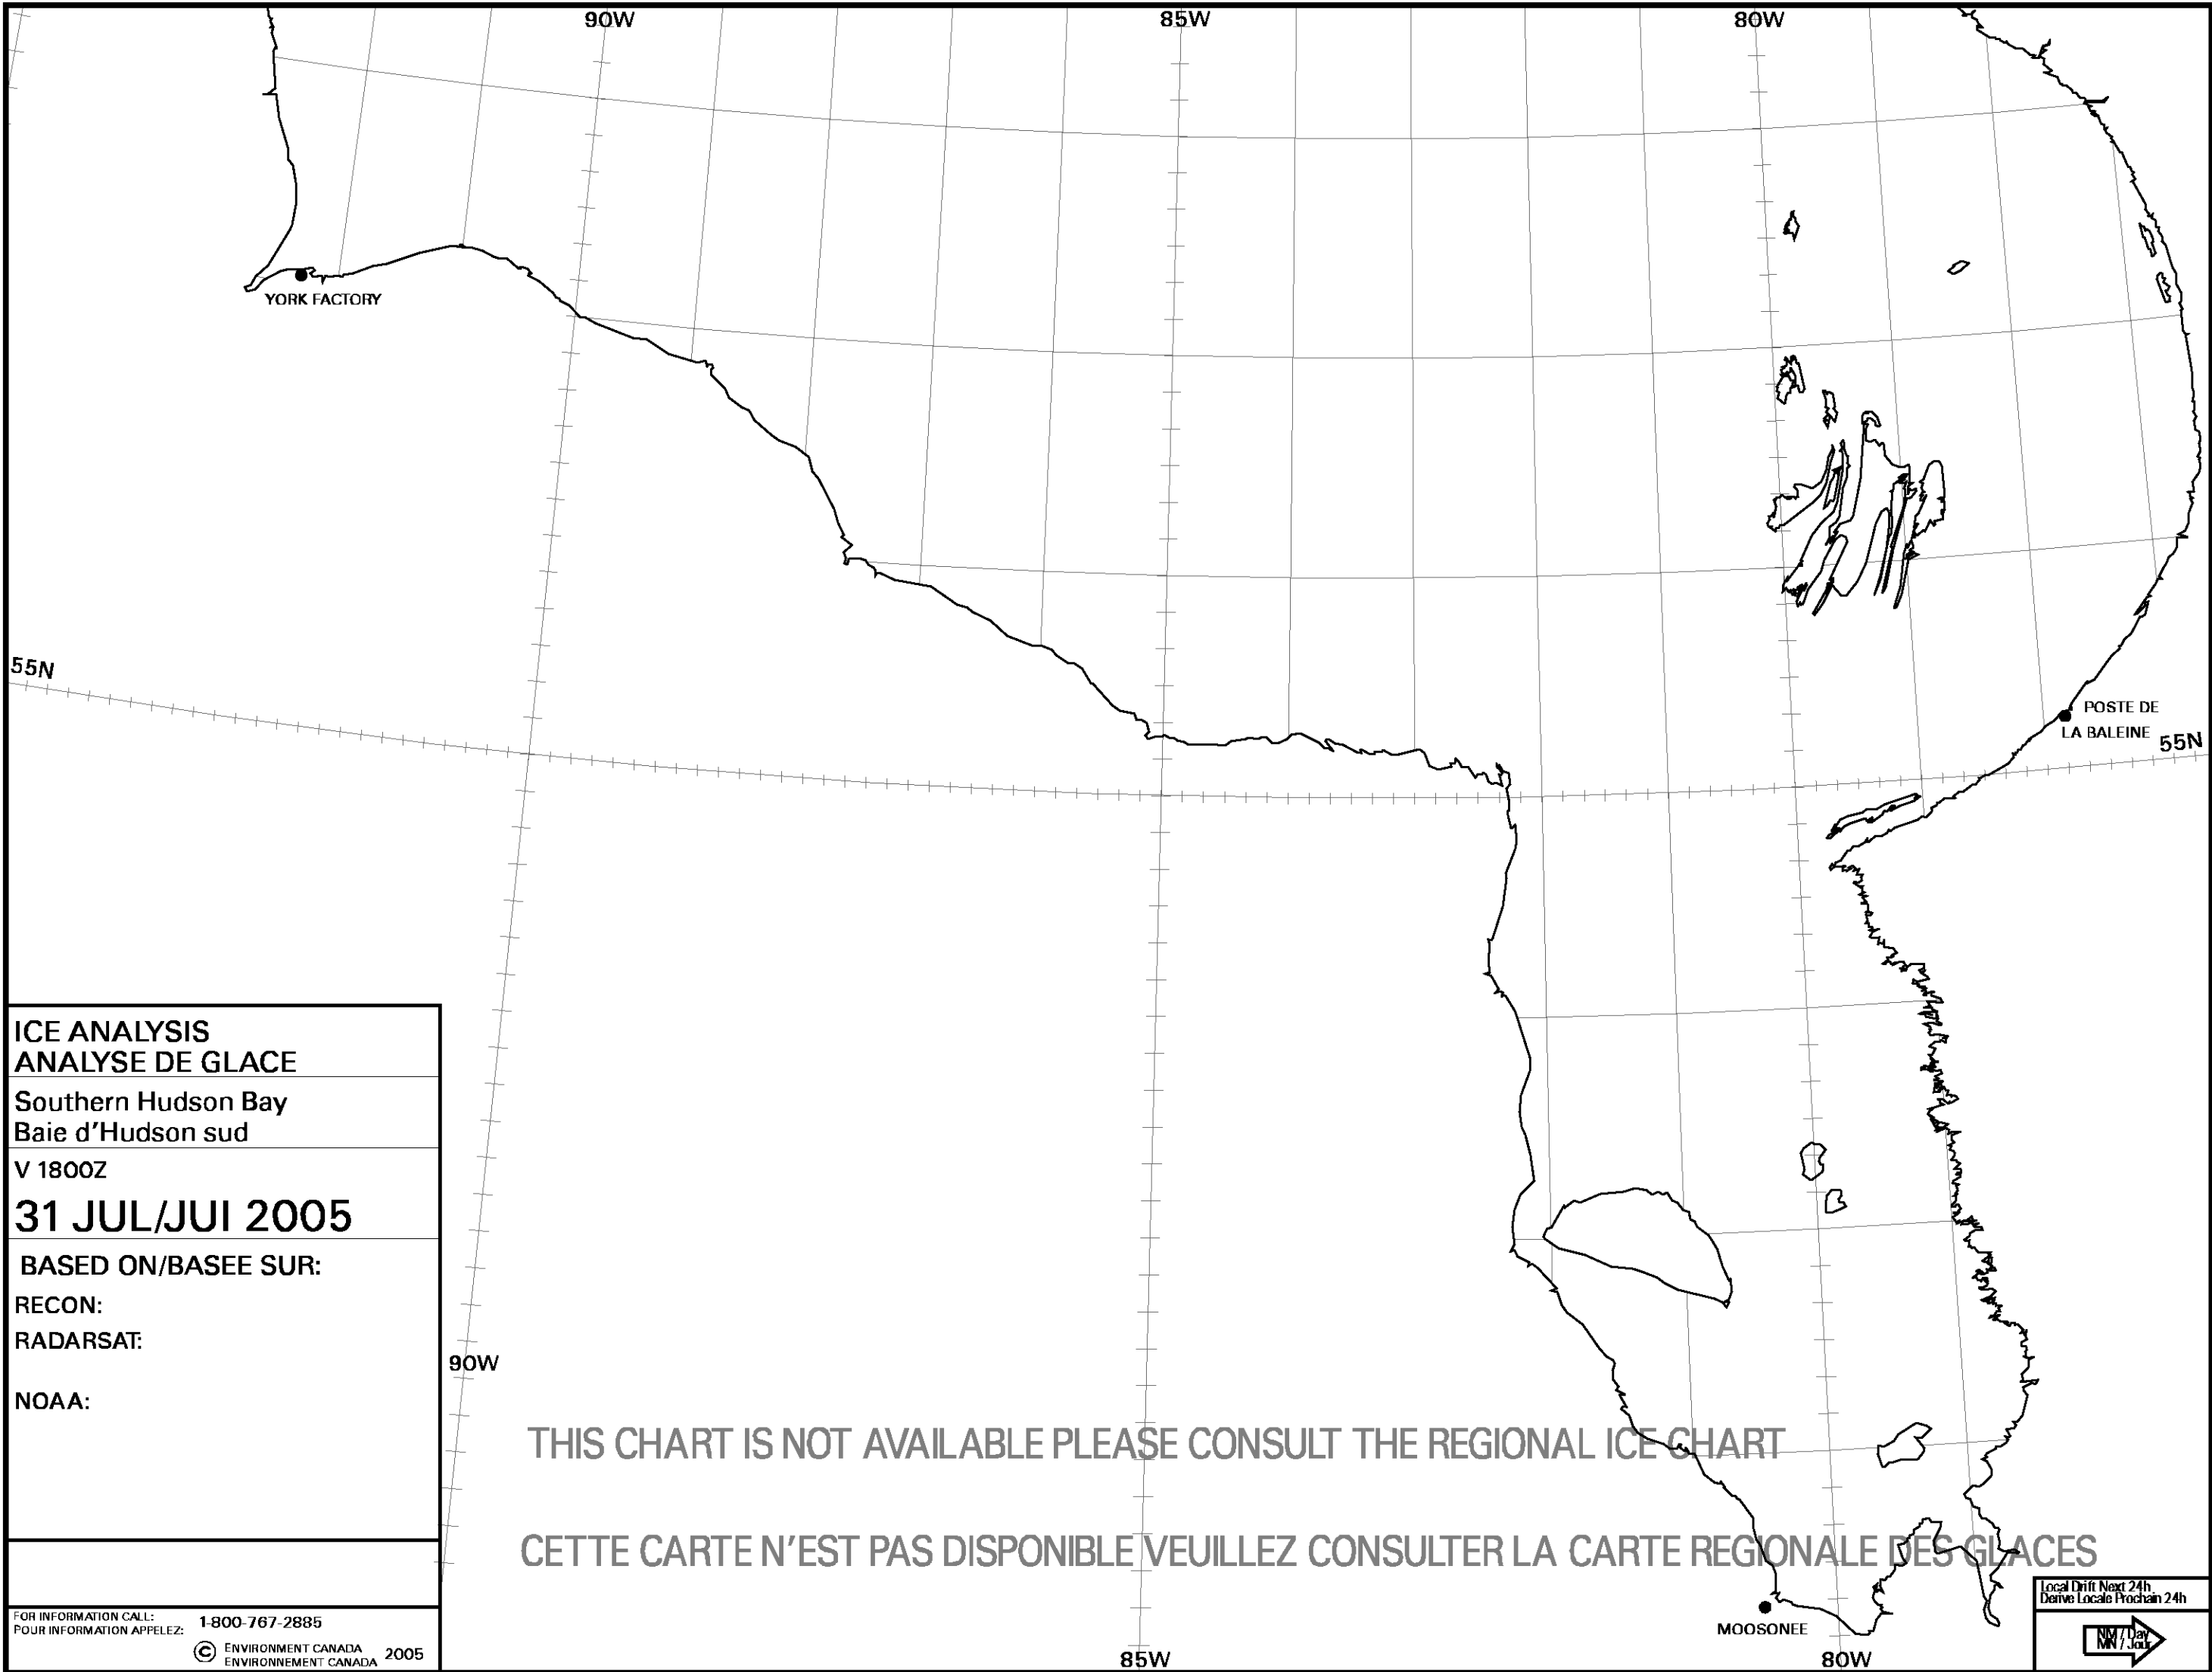 90W
85W
80W
YORK FACTORY
55N
POSTE DE
LA BALEINE
55N
ICE ANALYSIS
ANALYSE DE GLACE
Southern Hudson Bay
Baie d'Hudson sud
V 1800Z
31 JUL/JUI 2005
BASED ON/BASEE SUR:
RECON:
RADARSAT:
NOAA:
90W
THIS CHART IS NOT AVAILABLE PLEASE CONSULT THE REGIONAL ICE CHART
CETTE CARTE N'EST PAS DISPONIBLE VEUILLEZ CONSULTER LA CARTE REGIONALE DES GLACES
FOR INFORMATION CALL:
POUR INFORMATION APPELEZ:
1-800-767-2885
© ENVIRONMENT CANADA
ENVIRONNEMENT CANADA 2005
MOOSONEE
85W
80W
Local Drift Next 24h
Derive Locale Prochain 24h
NM / Day
MN / Jour